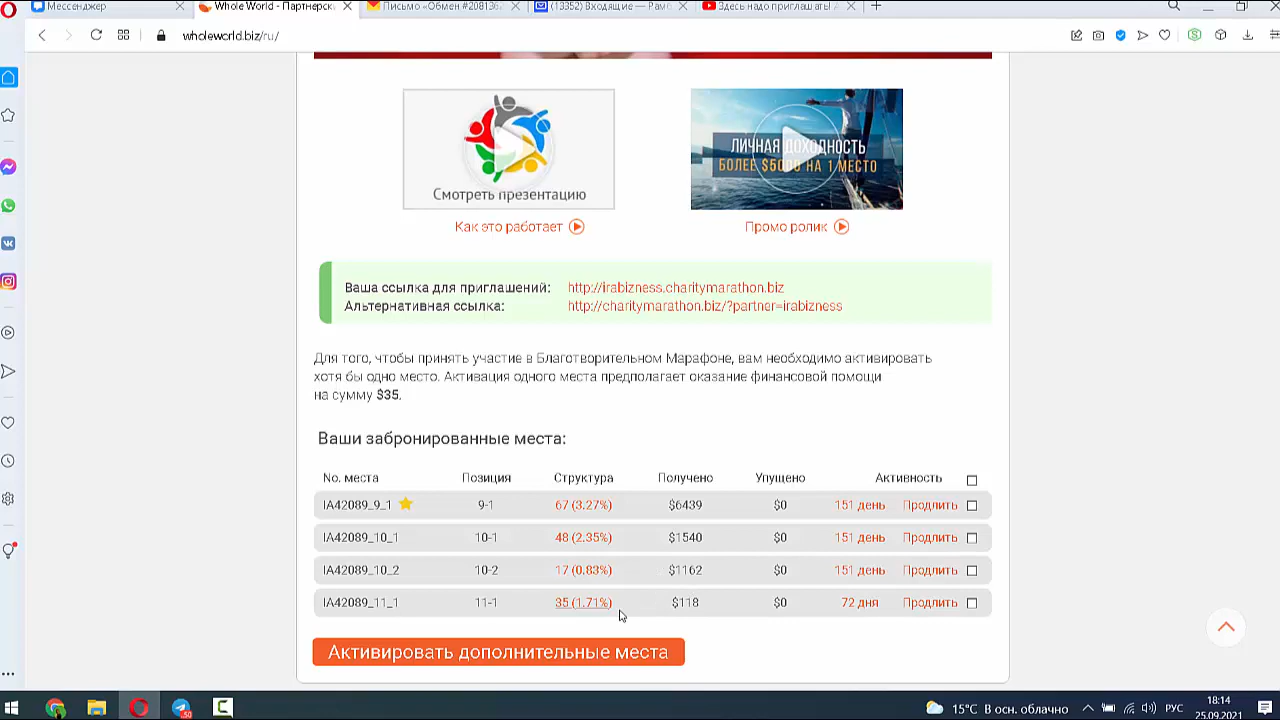 Мессенджер
Whole World - Партнерск
Письмо «Обмен #208136
(13352) Входящие — Рамб
Здесь надо приглашать!
wholeworld.biz/ru/
Смотреть презентацию
ЛИЧНАЯ ДОХОДНОСТЬ
БОЛЕЕ $5000 НА 1 МЕСТО
Как это работает
Промо ролик
Ваша ссылка для приглашений: http://irabizness.charitymarathon.biz
Альтернативная ссылка: http://charitymarathon.biz/?partner=irabizness
Для того, чтобы принять участие в Благотворительном Марафоне, вам необходимо активировать
хотя бы одно место. Активация одного места предполагает оказание финансовой помощи
на сумму $35.
Ваши забронированные места:
No. места Позиция Структура Получено Упущено Активность
IA42089_9_1 9-1 67 (3.27%) $6439 $0 151 день Продлить
IA42089_10_1 10-1 48 (2.35%) $1540 $0 151 день Продлить
IA42089_10_2 10-2 17 (0.83%) $1162 $0 151 день Продлить
IA42089_11_1 11-1 35 (1.71%) $118 $0 72 дня Продлить
Активировать дополнительные места
50
15°C В осн. облачно
РУС
18:14
25.09.2021